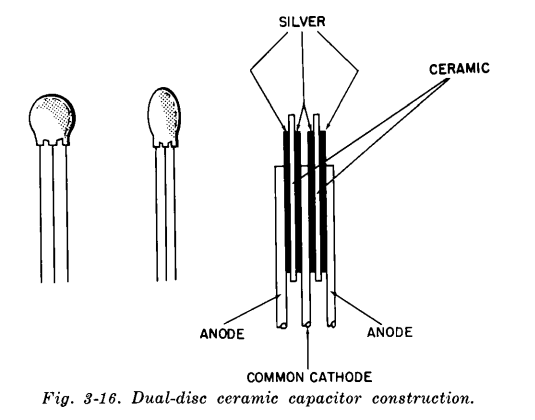 SILVER
CERAMIC
ANODE
ANODE
COMMON CATHODE
Fig. 3-16. Dual-disc ceramic capacitor construction.